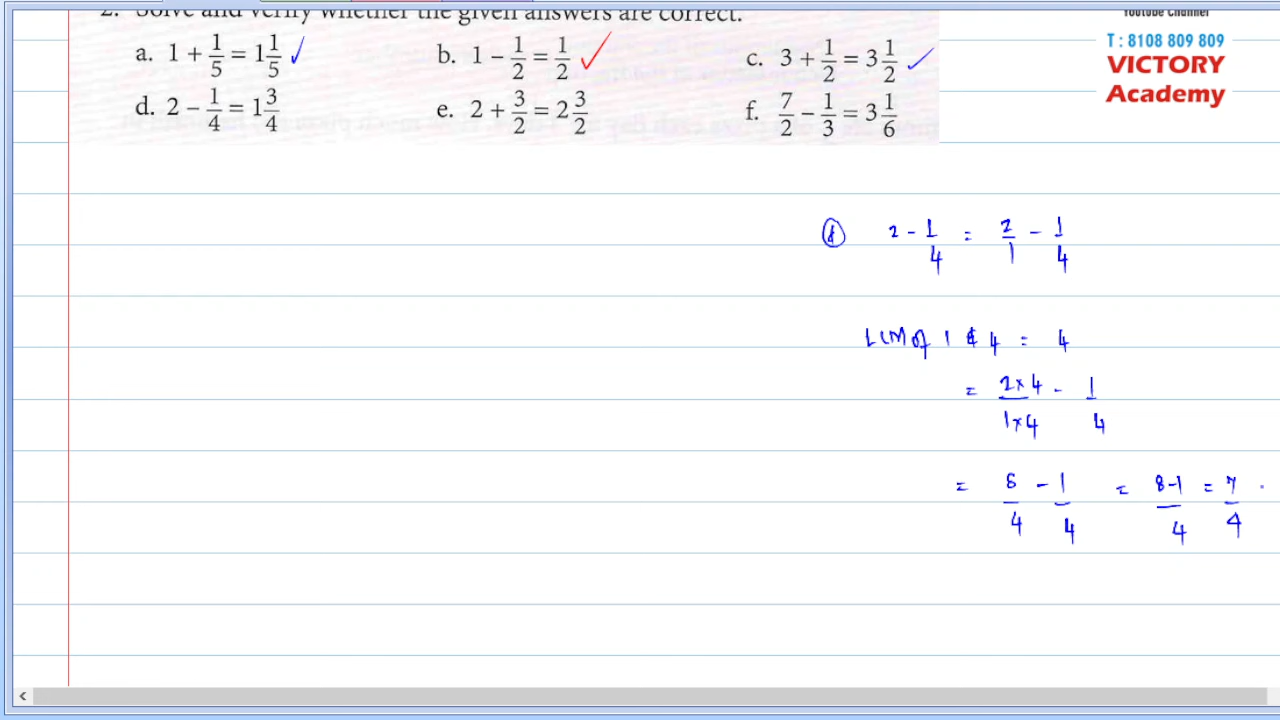 2. Solve and verify whether the given answers are correct.
Youtube Channel
T : 8108 809 809
VICTORY
Academy
a. 1 + 1/5 = 1 1/5 ✓
b. 1 − 1/2 = 1/2 ✓
c. 3 + 1/2 = 3 1/2 ✓
d. 2 − 1/4 = 1 3/4
e. 2 + 3/2 = 2 3/2
f. 7/2 − 1/3 = 3 1/6
ⓓ 2 - 1/4 = 2/1 - 1/4
LCM of 1 & 4 = 4
= 2×4/1×4 - 1/4
= 8/4 - 1/4 = 8-1/4 = 7/4